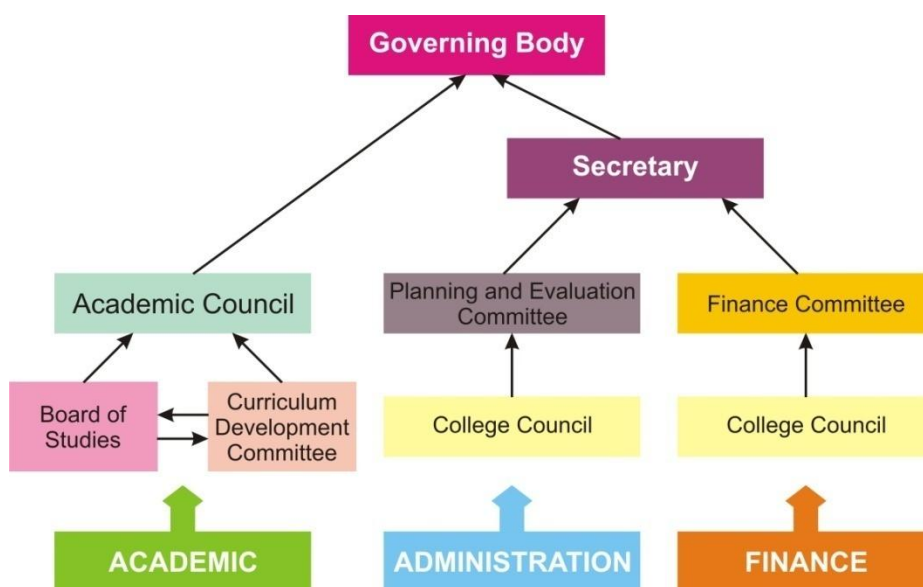 Governing Body
Secretary
Academic Council
Planning and Evaluation
Committee
Finance Committee
Board of
Studies
Curriculum
Development
Committee
College Council
College Council
ACADEMIC
ADMINISTRATION
FINANCE